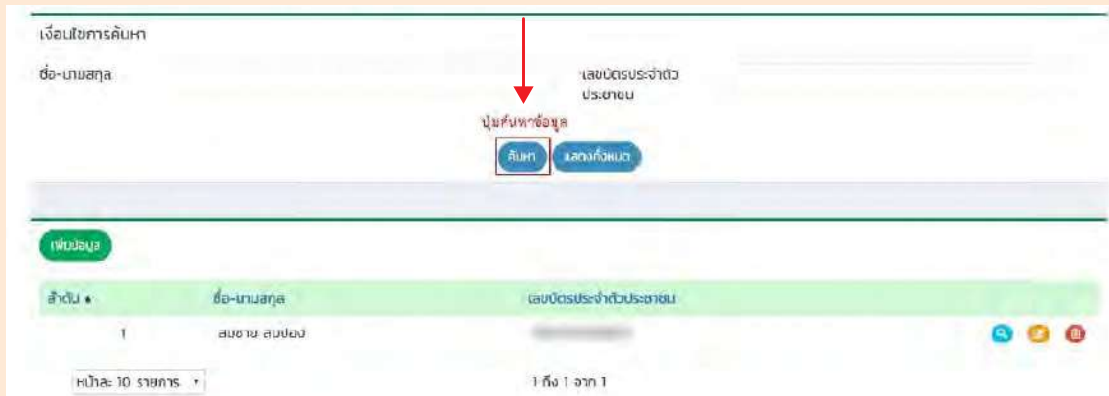 เงื่อนไขการค้นหา
ชื่อ-นามสกุล
เลขบัตรประจำตัว
ประชาชน
ปุ่มค้นหาข้อมูล
ค้นหา แสดงทั้งหมด
เพิ่มข้อมูล
ลำดับ ชื่อ-นามสกุล เลขบัตรประจำตัวประชาชน
1 สมชาย สมปอง
หน้าละ 10 รายการ 1 ถึง 1 จาก 1